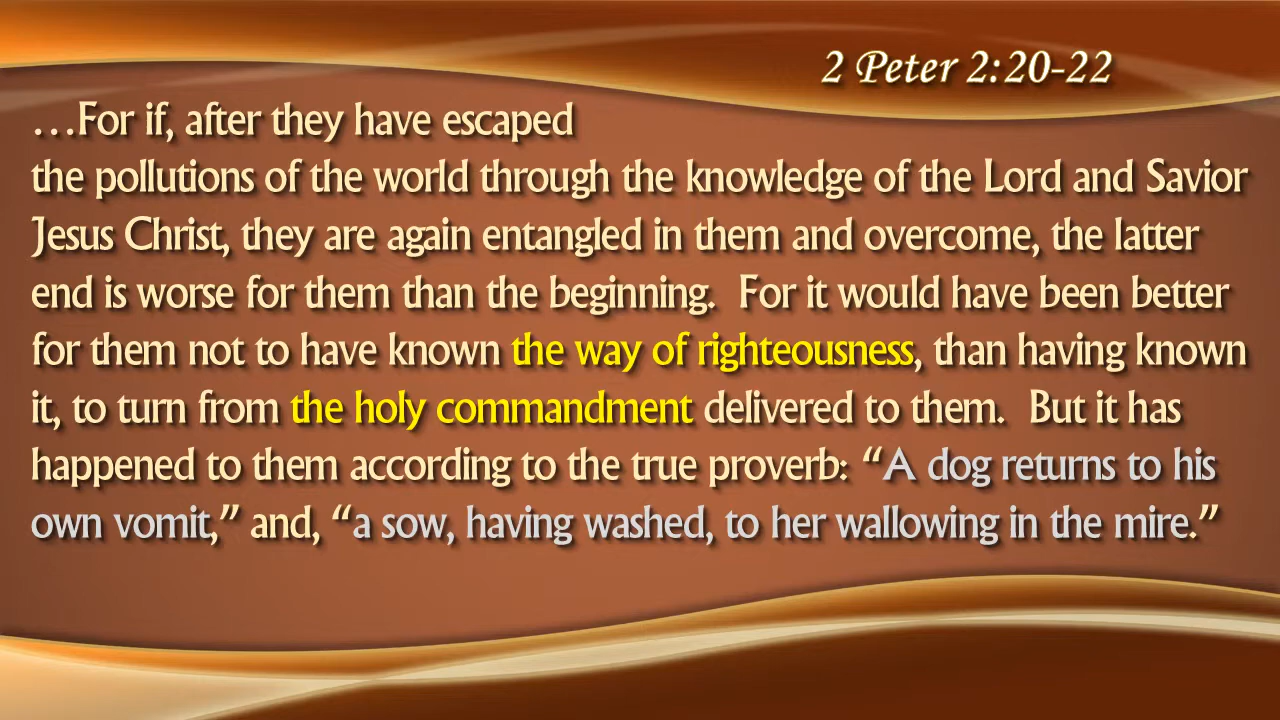 2 Peter 2:20-22
…For if, after they have escaped
the pollutions of the world through the knowledge of the Lord and Savior
Jesus Christ, they are again entangled in them and overcome, the latter
end is worse for them than the beginning.  For it would have been better
for them not to have known the way of righteousness, than having known
it, to turn from the holy commandment delivered to them.  But it has
happened to them according to the true proverb: “A dog returns to his
own vomit,” and, “a sow, having washed, to her wallowing in the mire.”